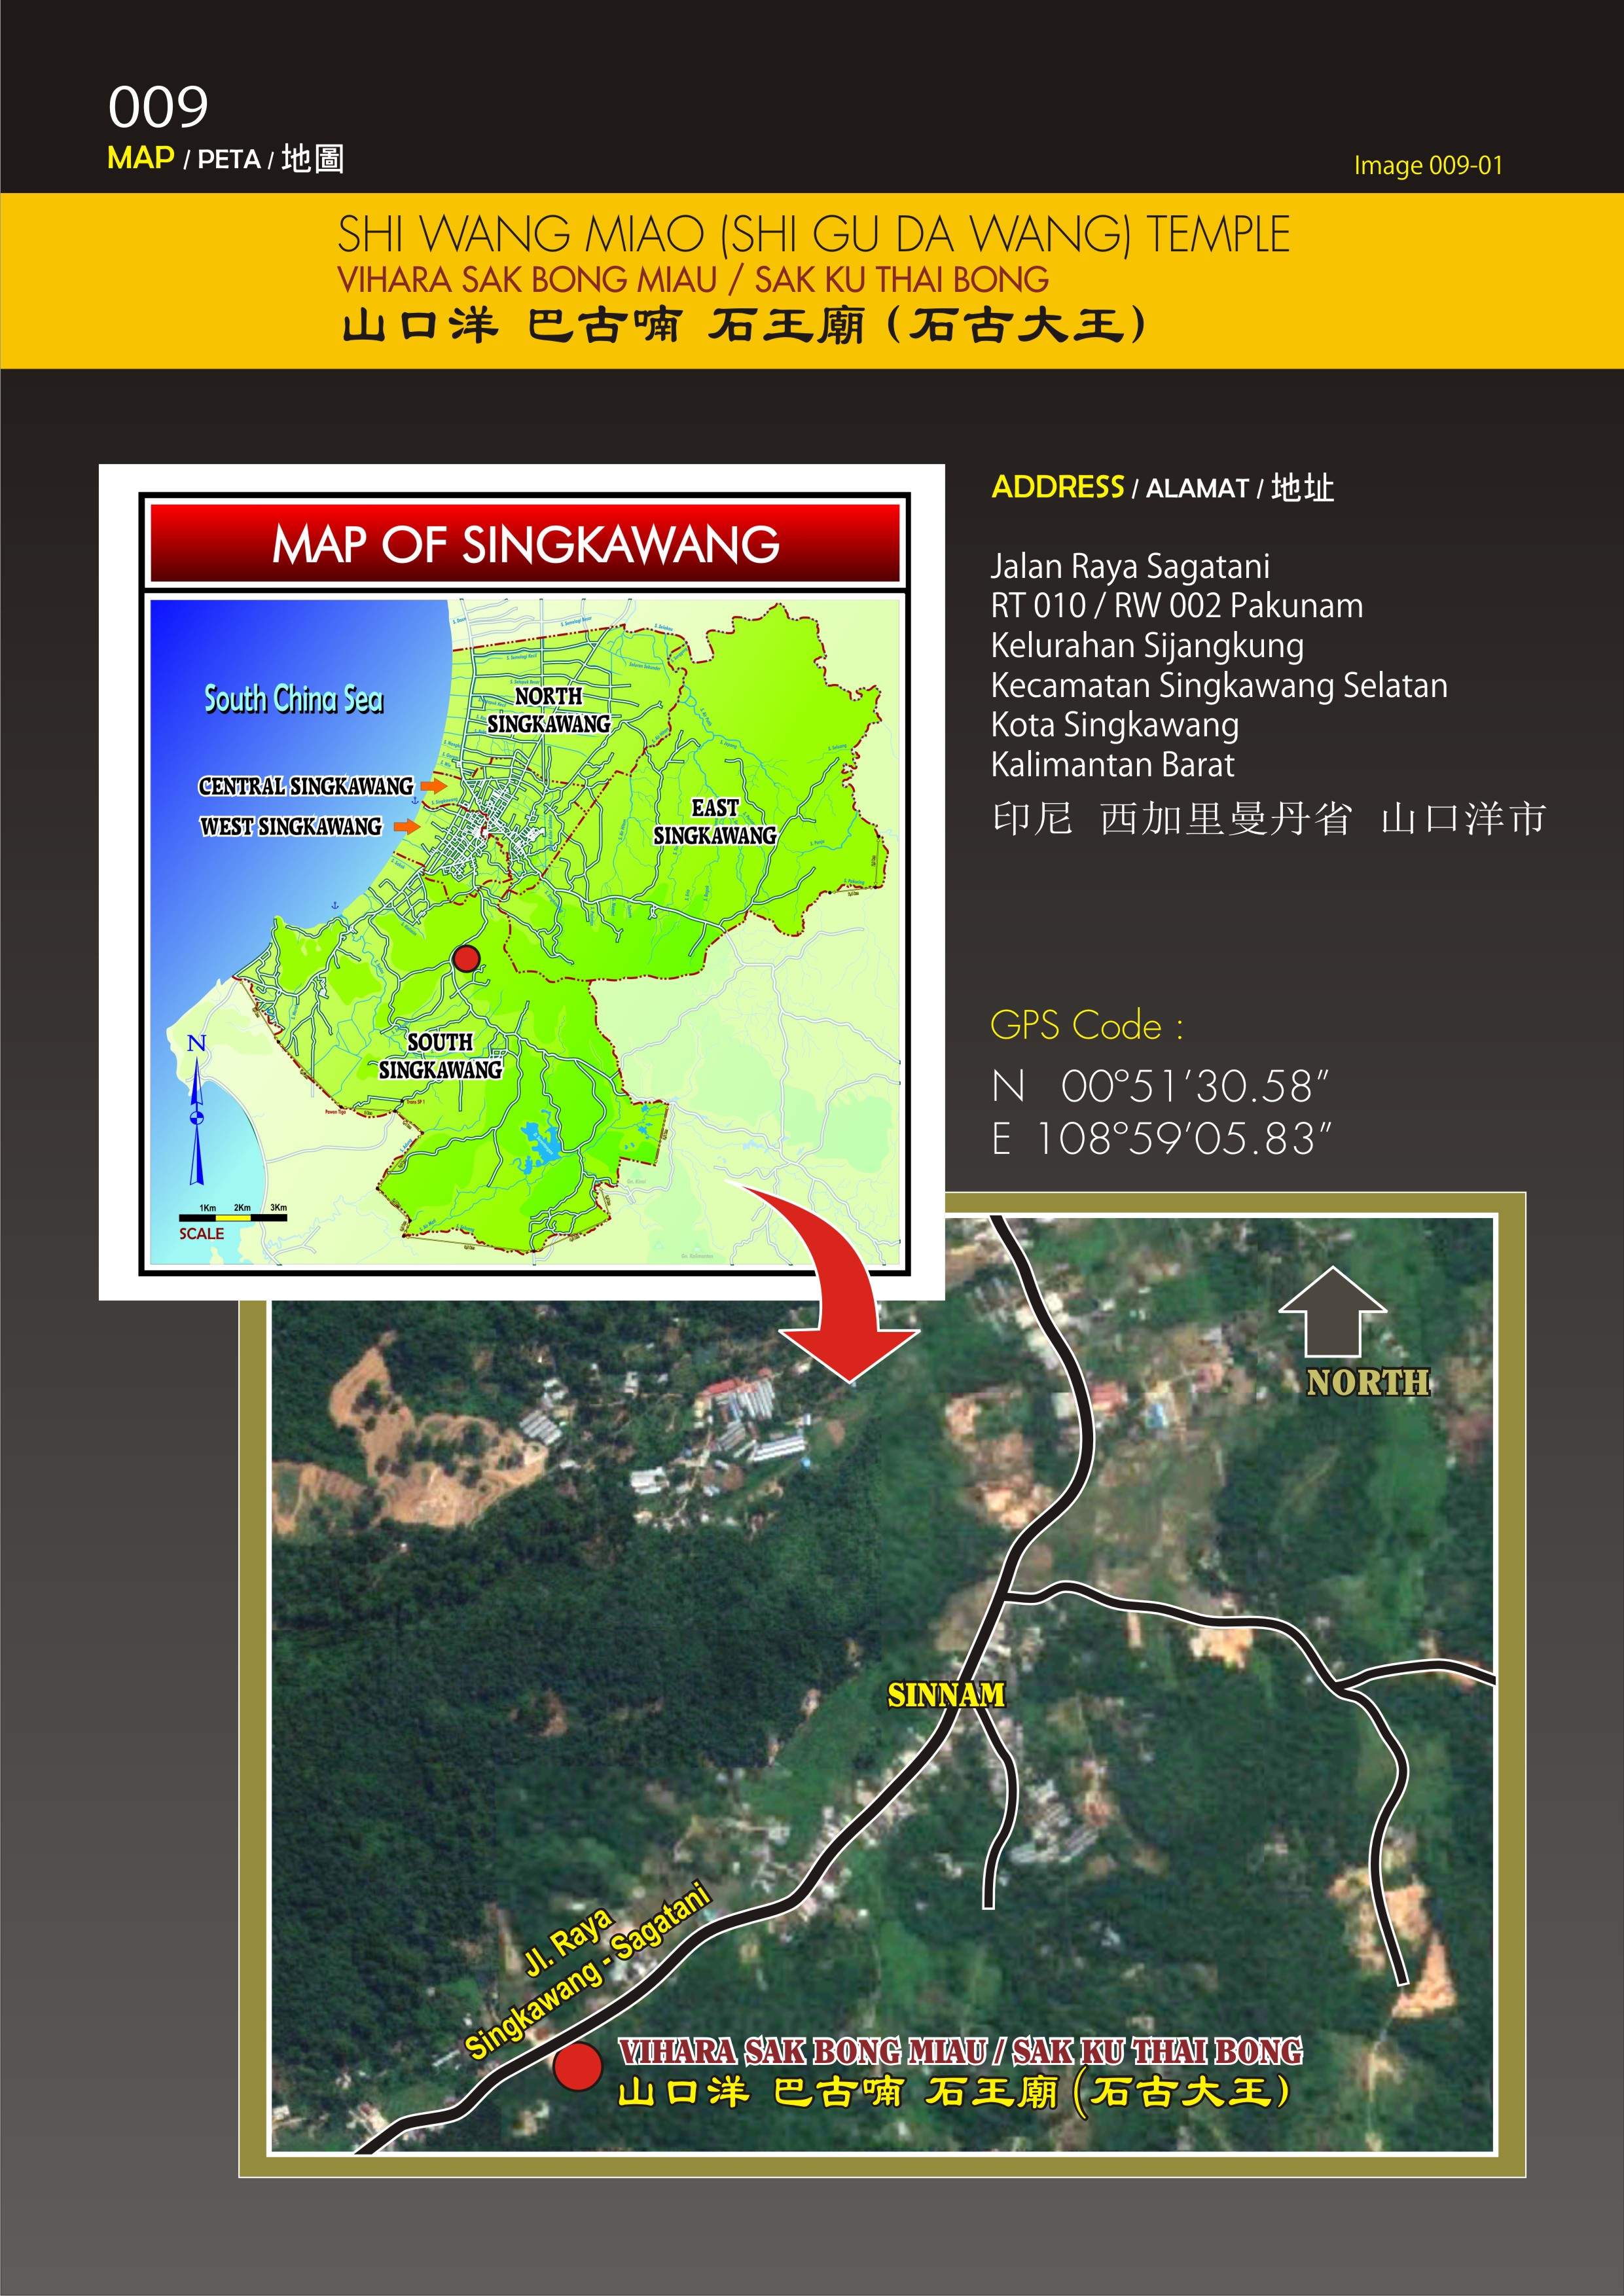 009
MAP / PETA / 地圖
Image 009-01
SHI WANG MIAO (SHI GU DA WANG) TEMPLE
VIHARA SAK BONG MIAU / SAK KU THAI BONG
山口洋 巴古喃 石王廟 (石古大王)
MAP OF SINGKAWANG
South China Sea
NORTH
SINGKAWANG
CENTRAL SINGKAWANG
WEST SINGKAWANG
EAST
SINGKAWANG
SOUTH
SINGKAWANG
N
1Km 2Km 3Km
SCALE
ADDRESS / ALAMAT / 地址
Jalan Raya Sagatani
RT 010 / RW 002 Pakunam
Kelurahan Sijangkung
Kecamatan Singkawang Selatan
Kota Singkawang
Kalimantan Barat
印尼 西加里曼丹省 山口洋市
GPS Code :
N 00°51'30.58"
E 108°59'05.83"
NORTH
SINNAM
Jl. Raya
Singkawang - Sagatani
VIHARA SAK BONG MIAU / SAK KU THAI BONG
山口洋 巴古喃 石王廟 (石古大王)